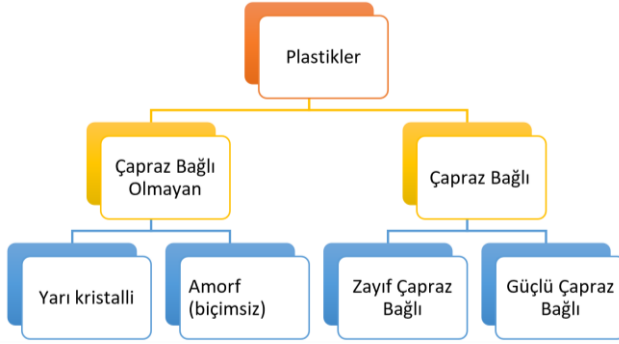 Plastikler
Çapraz Bağlı
Olmayan
Çapraz Bağlı
Yarı kristalli
Amorf
(biçimsiz)
Zayıf Çapraz
Bağlı
Güçlü Çapraz
Bağlı